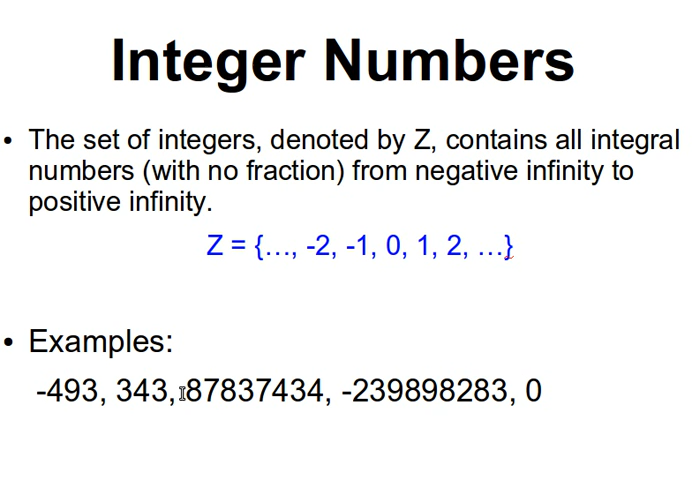 Integer Numbers
• The set of integers, denoted by Z, contains all integral
numbers (with no fraction) from negative infinity to
positive infinity.
Z = {…, -2, -1, 0, 1, 2, …}
• Examples:
-493, 343, 87837434, -239898283, 0